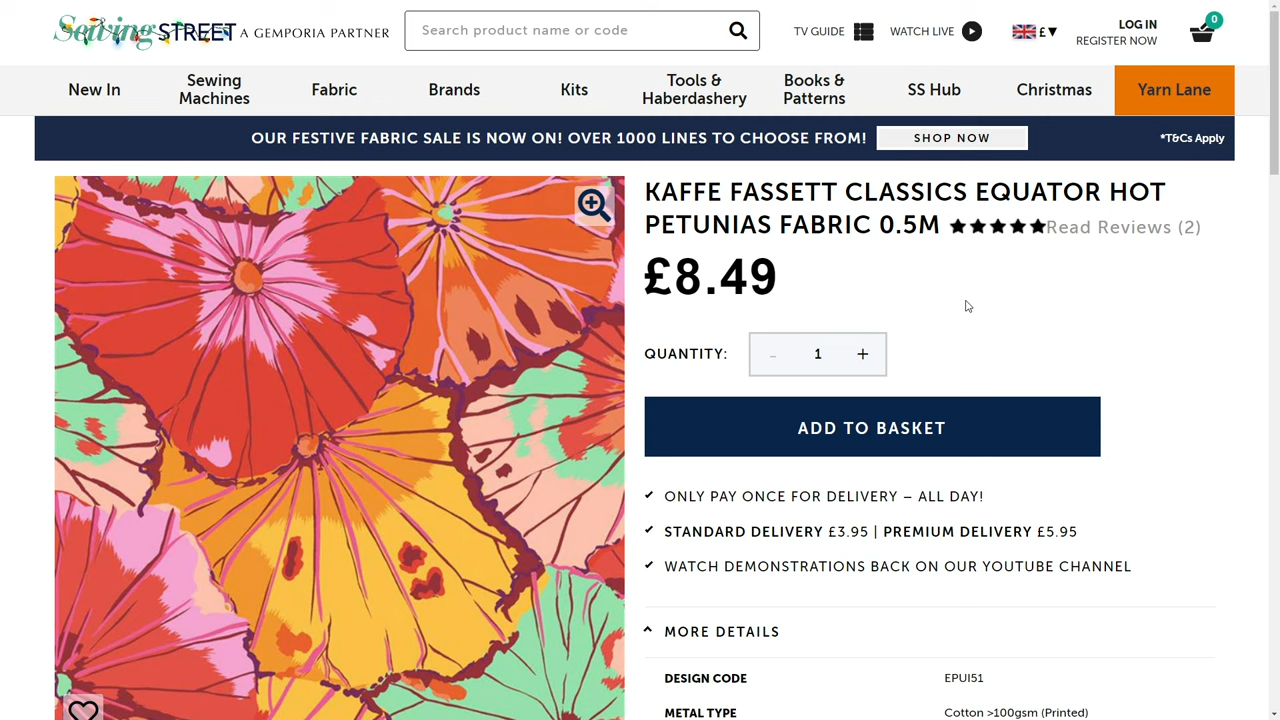 Sewing STREET A GEMPORIA PARTNER
Search product name or code
TV GUIDE
WATCH LIVE
£▼
LOG IN
REGISTER NOW
0
New In
Sewing Machines
Fabric
Brands
Kits
Tools & Haberdashery
Books & Patterns
SS Hub
Christmas
Yarn Lane
OUR FESTIVE FABRIC SALE IS NOW ON! OVER 1000 LINES TO CHOOSE FROM!
SHOP NOW
*T&Cs Apply
KAFFE FASSETT CLASSICS EQUATOR HOT
PETUNIAS FABRIC 0.5M ★★★★★Read Reviews (2)
£8.49
QUANTITY: - 1 +
ADD TO BASKET
✔ ONLY PAY ONCE FOR DELIVERY – ALL DAY!
✔ STANDARD DELIVERY £3.95 | PREMIUM DELIVERY £5.95
✔ WATCH DEMONSTRATIONS BACK ON OUR YOUTUBE CHANNEL
MORE DETAILS
DESIGN CODE EPUI51
METAL TYPE Cotton >100gsm (Printed)